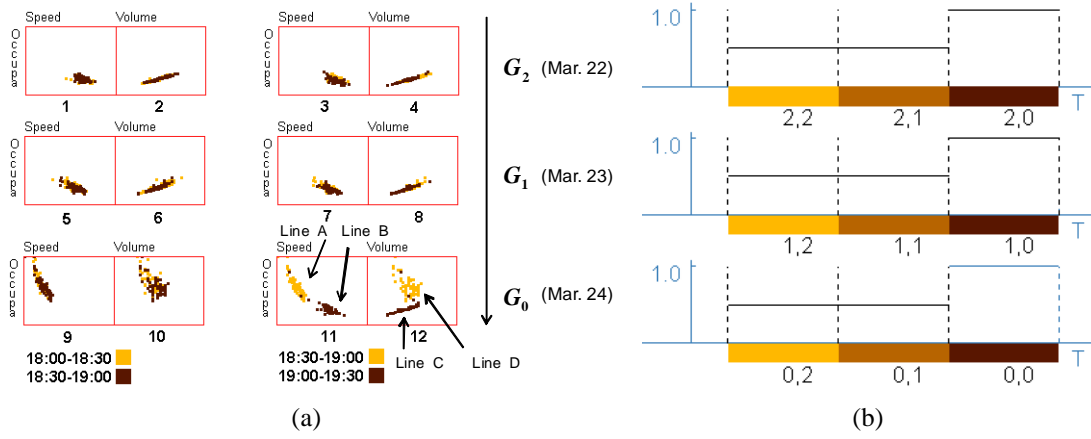 Speed Volume Speed Volume
Occupa
1 2 3 4
G2 (Mar. 22)
Speed Volume Speed Volume
Occupa
5 6 7 8
G1 (Mar. 23)
Line A Line B
Speed Volume Speed Volume
Occupa
9 10 11 12
G0 (Mar. 24)
Line C Line D
18:00-18:30
18:30-19:00
18:30-19:00
19:00-19:30
(a)
1.0
T
2,2 2,1 2,0
1.0
T
1,2 1,1 1,0
1.0
T
0,2 0,1 0,0
(b)